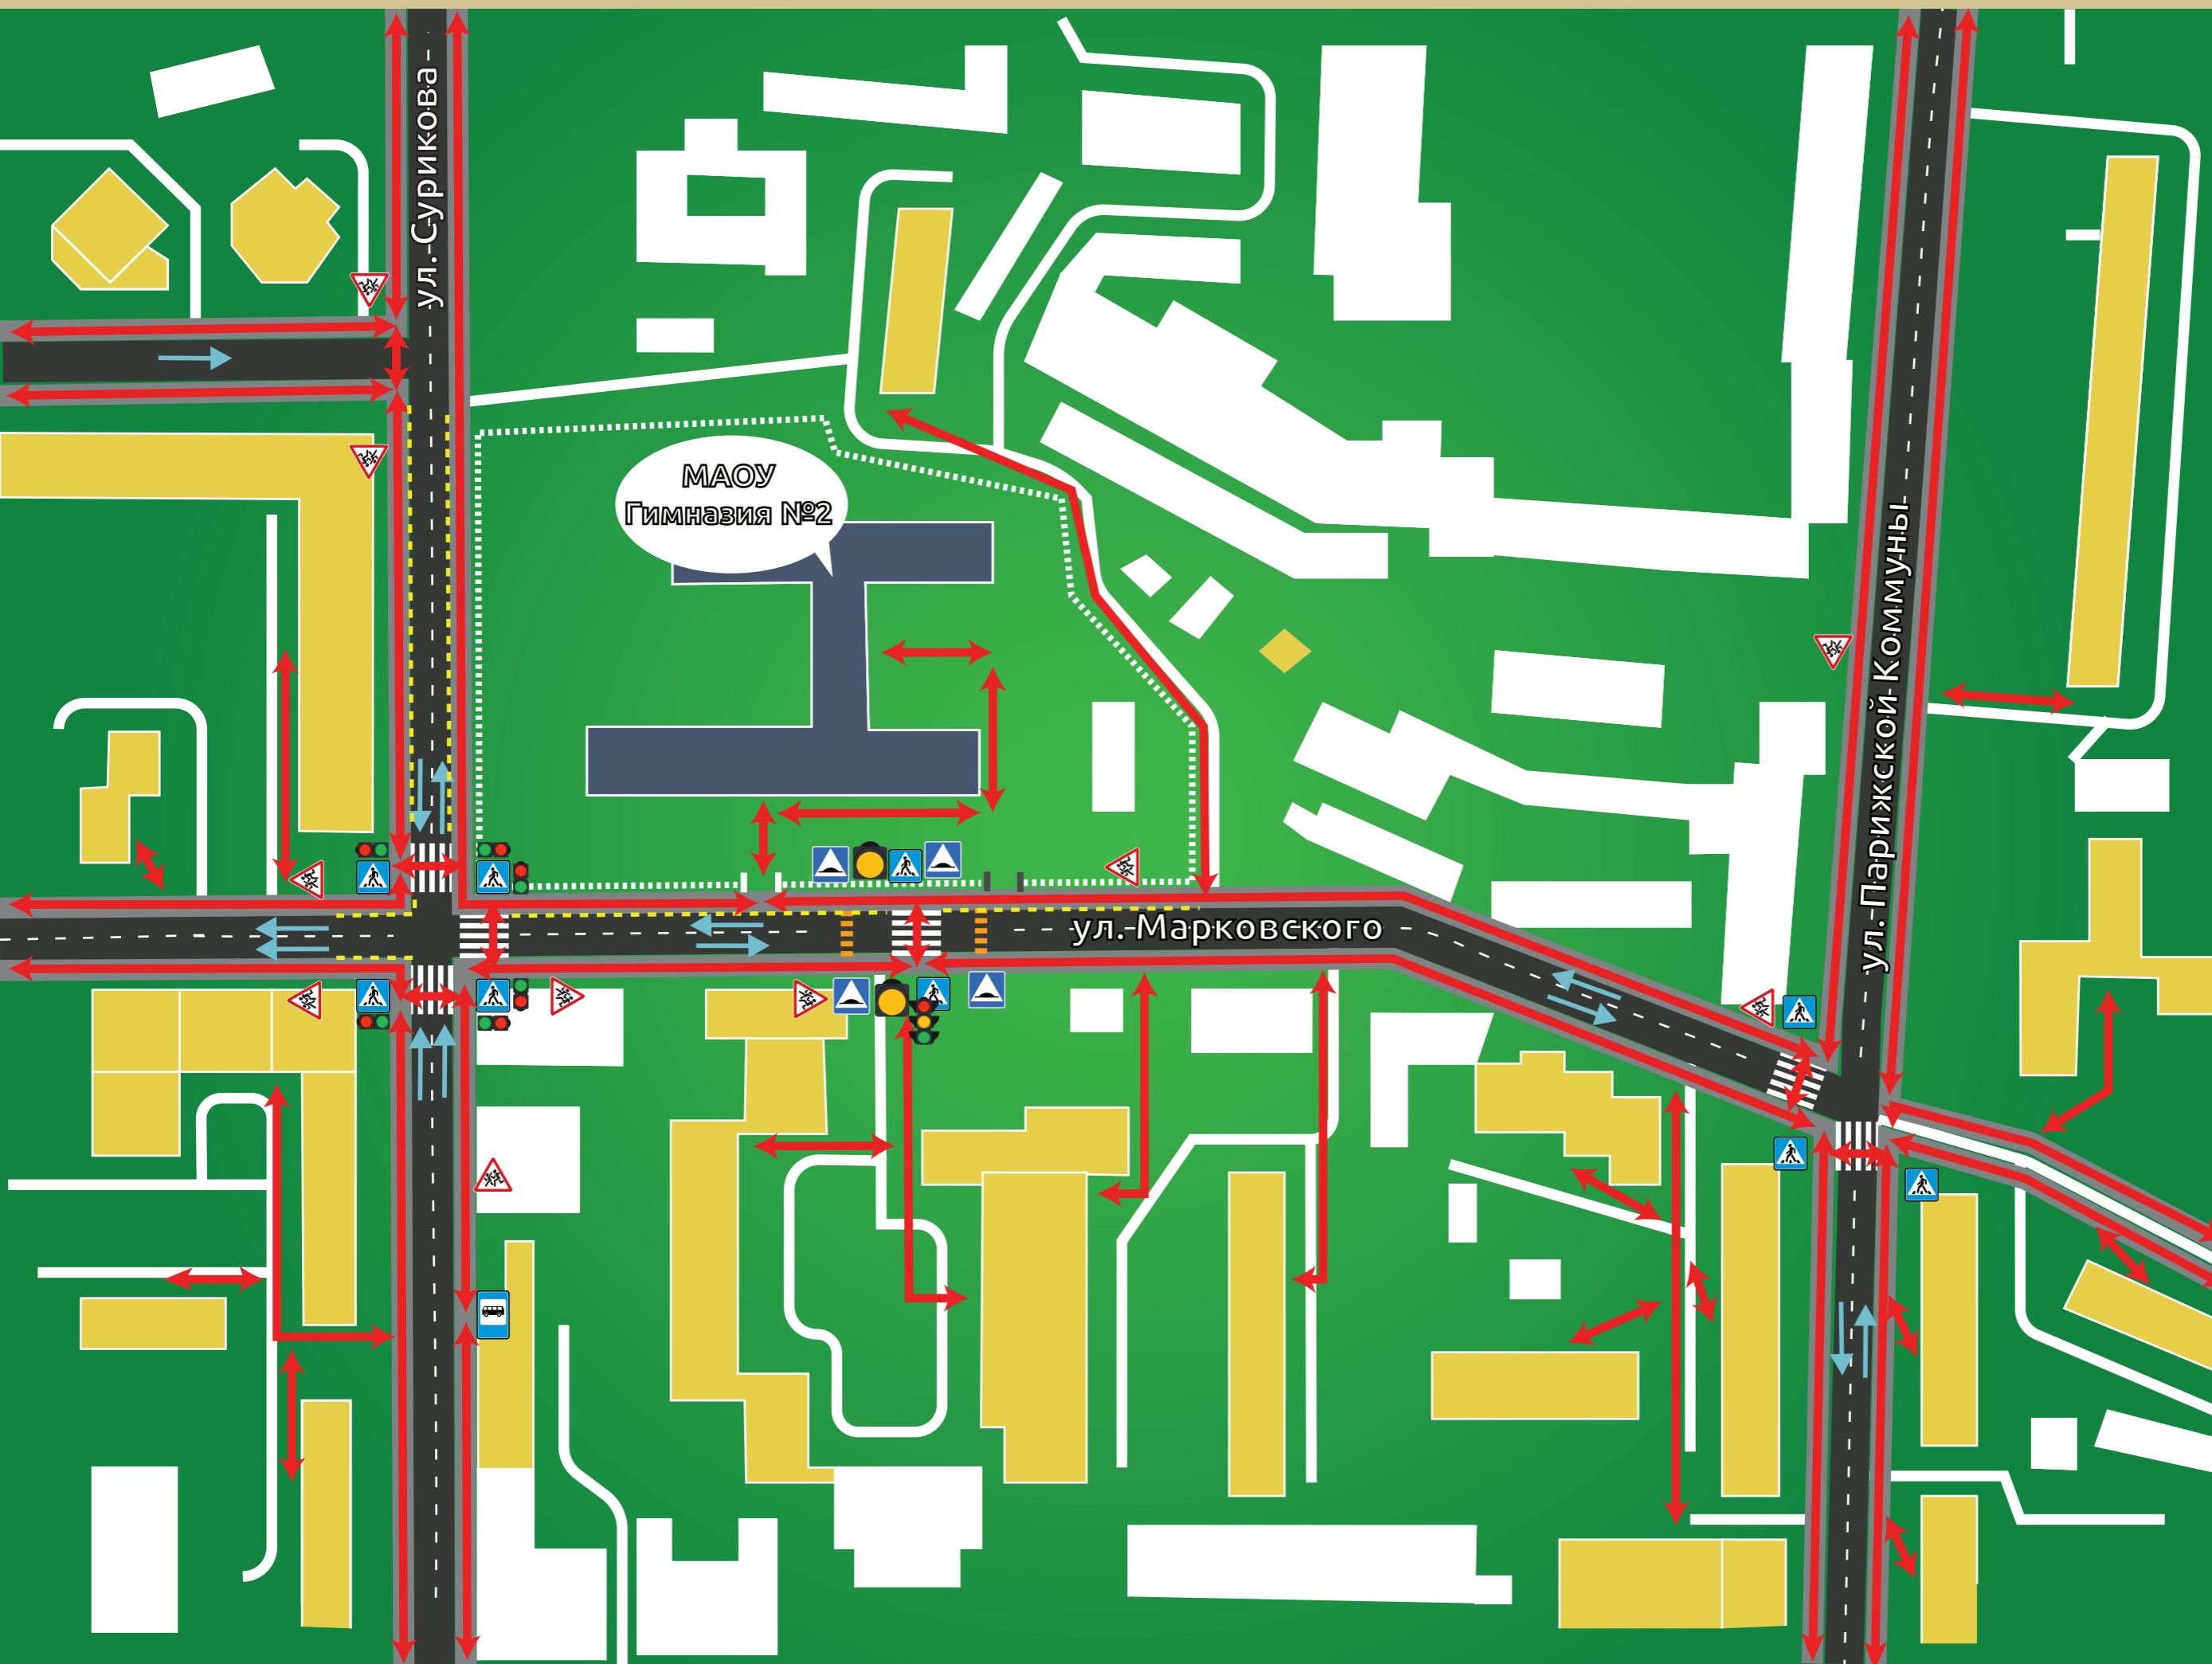 ул. Сурикова
МАОУ
Гимназия №2
ул. Парижской Коммуны
ул. Марковского